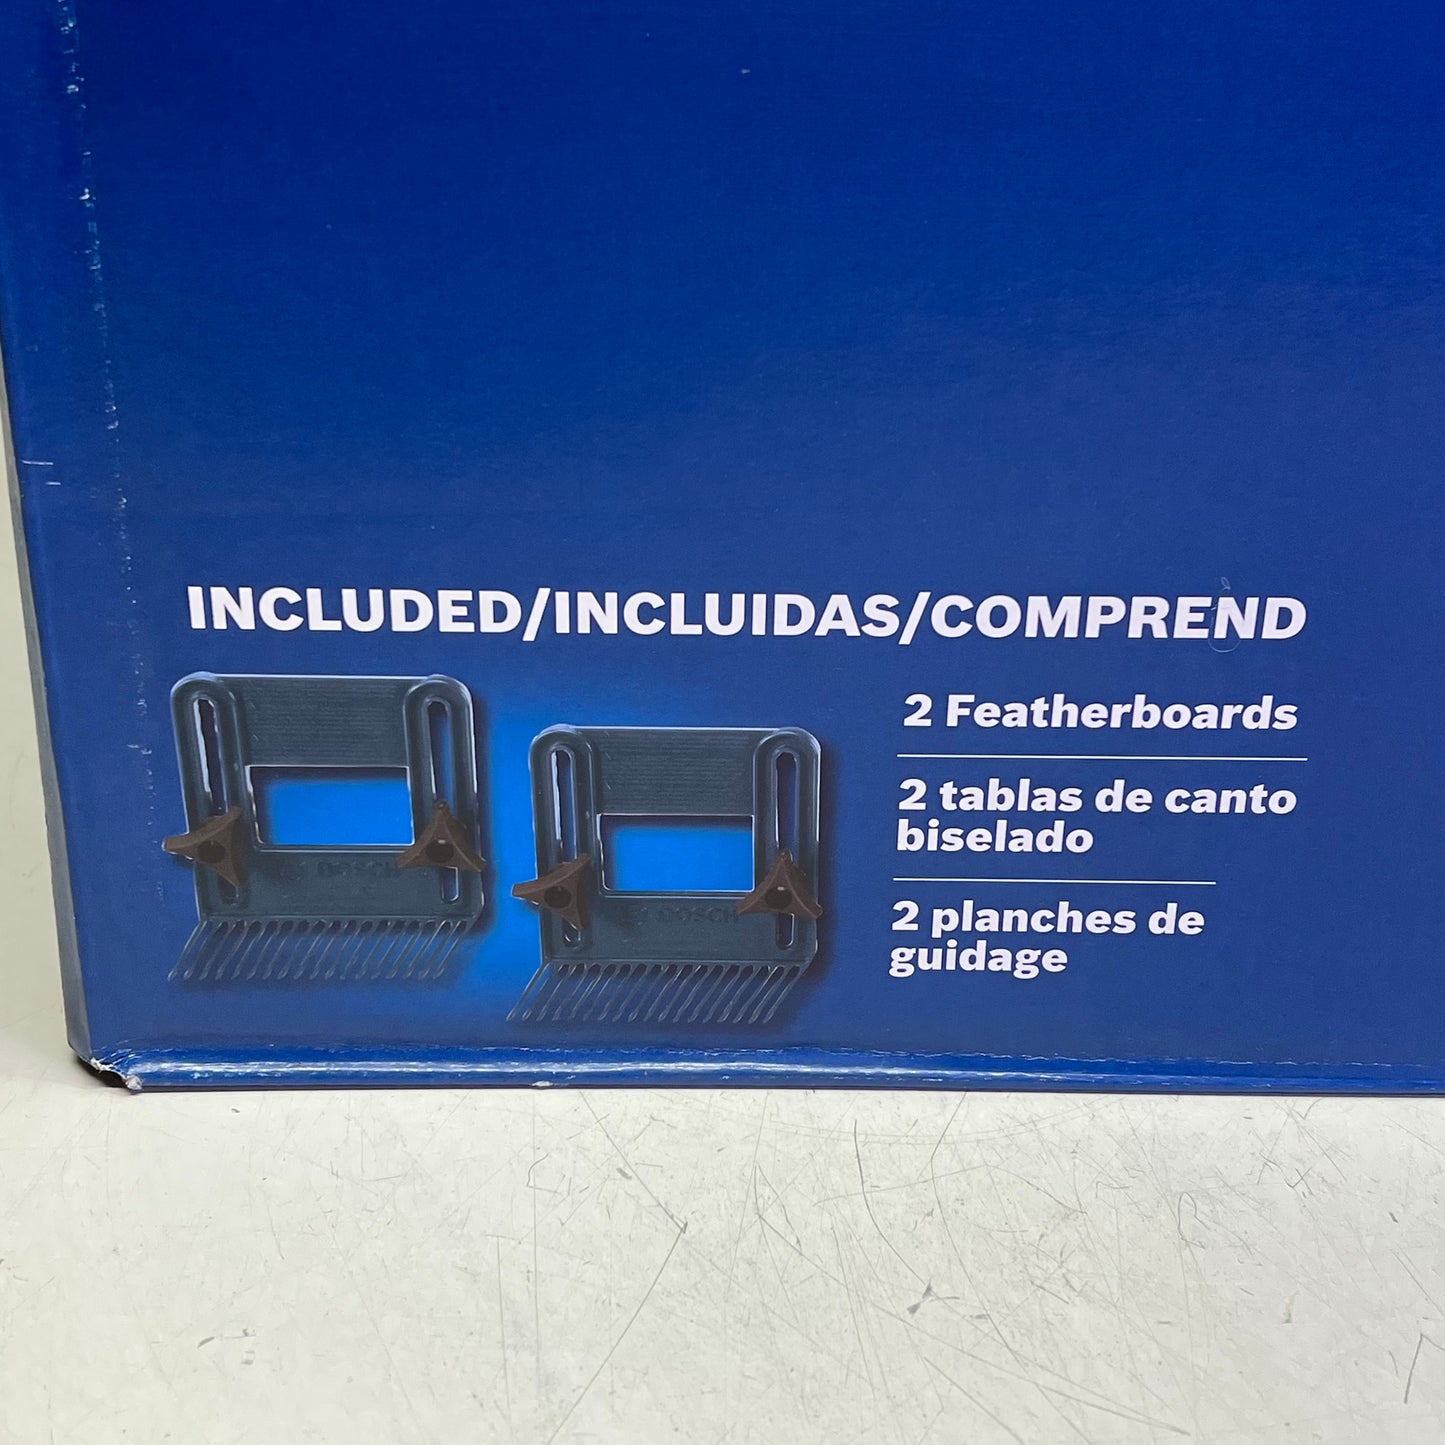 INCLUDED/INCLUIDAS/COMPREND
2 Featherboards
2 tablas de canto
biselado
2 planches de
guidage
BOSCH
BOSCH